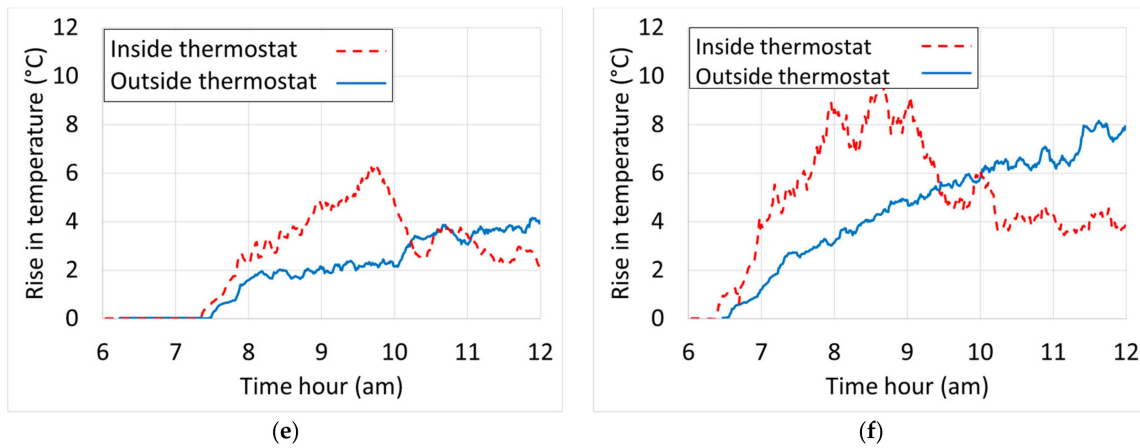 12
10
8
6
4
2
0
Rise in temperature (°C)
Inside thermostat
Outside thermostat
6 7 8 9 10 11 12
Time hour (am)
(e)
12
10
8
6
4
2
0
Rise in temperature (°C)
Inside thermostat
Outside thermostat
6 7 8 9 10 11 12
Time hour (am)
(f)